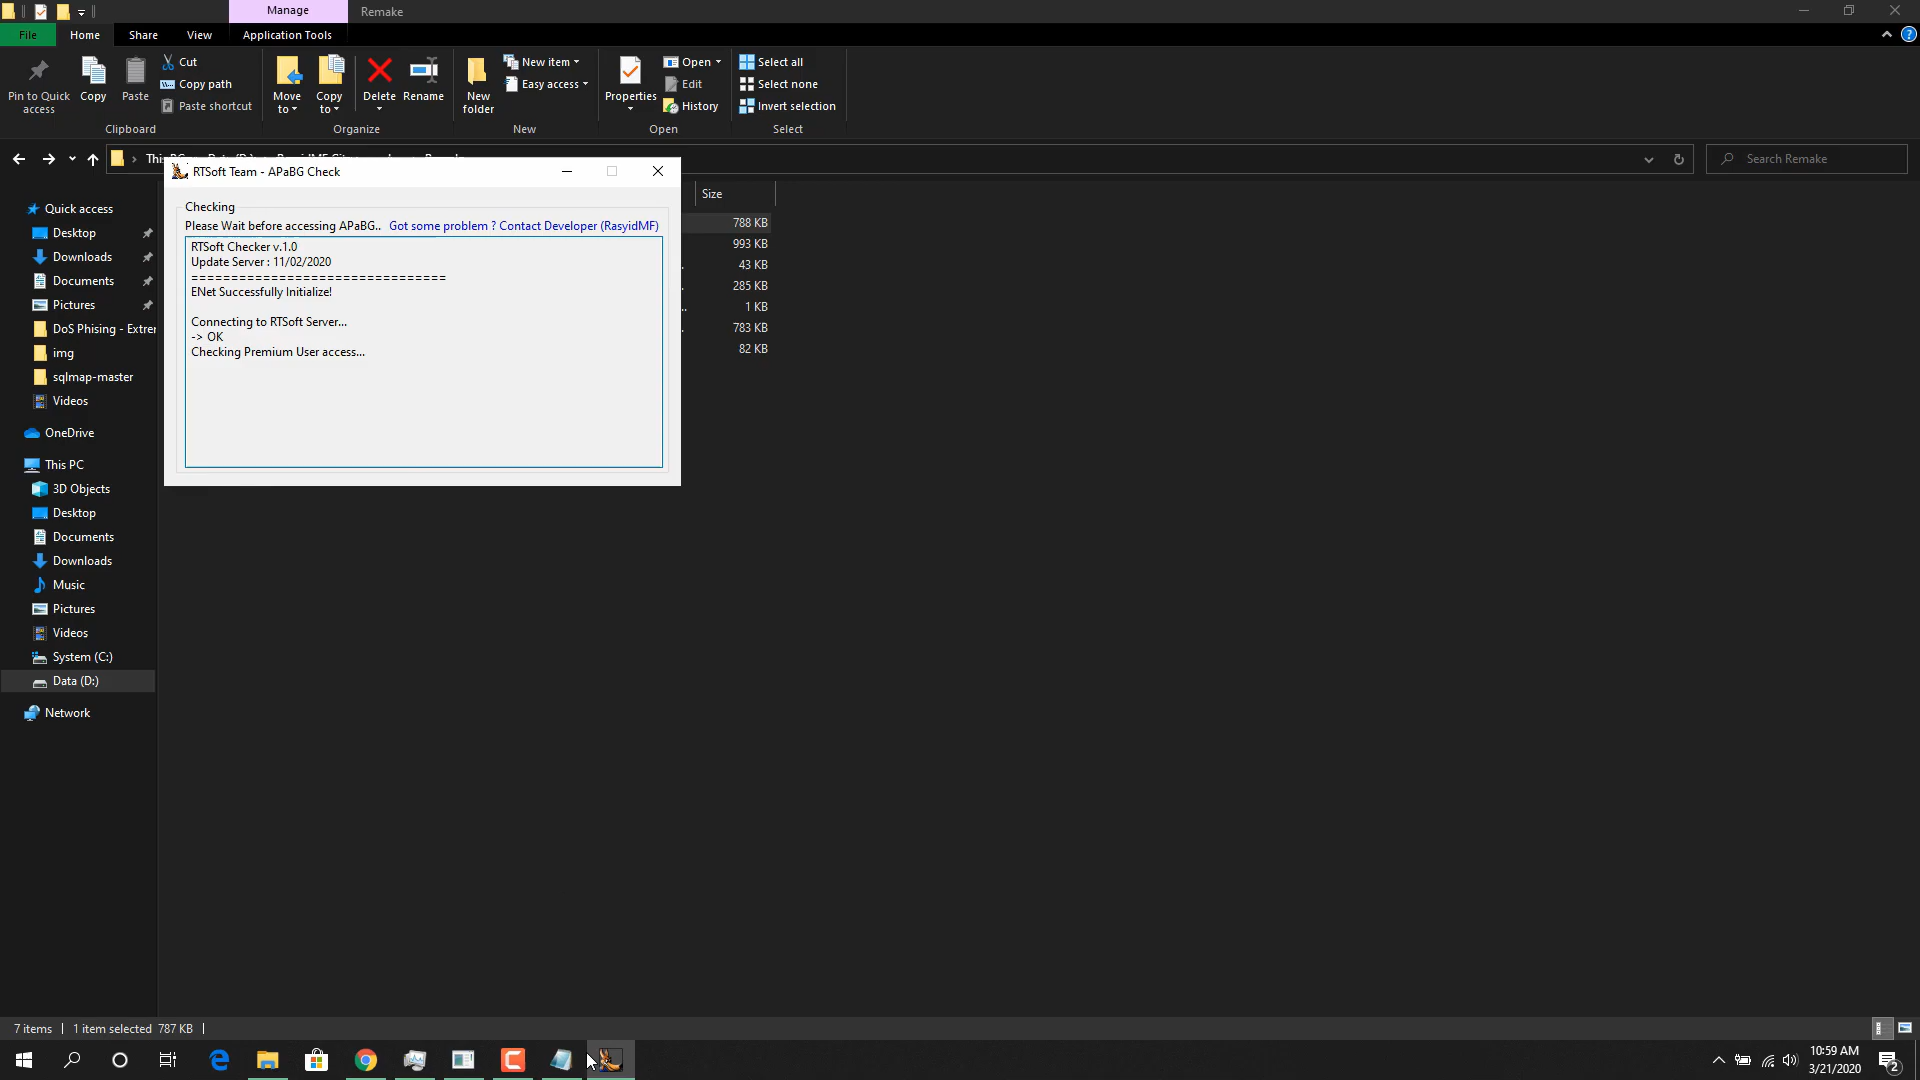 Manage
Remake
File
Home
Share
View
Application Tools
Pin to Quick
access
Copy
Paste
Cut
Copy path
Paste shortcut
Clipboard
Move
to
Copy
to
Delete
Rename
Organize
New
folder
New item
Easy access
New
Properties
Open
Edit
History
Open
Select all
Select none
Invert selection
Select
Search Remake
RTSoft Team - APaBG Check
Checking
Please Wait before accessing APaBG.. Got some problem ? Contact Developer (RasyidMF)
RTSoft Checker v.1.0
Update Server : 11/02/2020
================================
ENet Successfully Initialize!
Connecting to RTSoft Server...
-> OK
Checking Premium User access...
Size
788 KB
993 KB
43 KB
285 KB
1 KB
783 KB
82 KB
Quick access
Desktop
Downloads
Documents
Pictures
DoS Phising - Extrer
img
sqlmap-master
Videos
OneDrive
This PC
3D Objects
Desktop
Documents
Downloads
Music
Pictures
Videos
System (C:)
Data (D:)
Network
7 items
1 item selected 787 KB
10:59 AM
3/21/2020
2